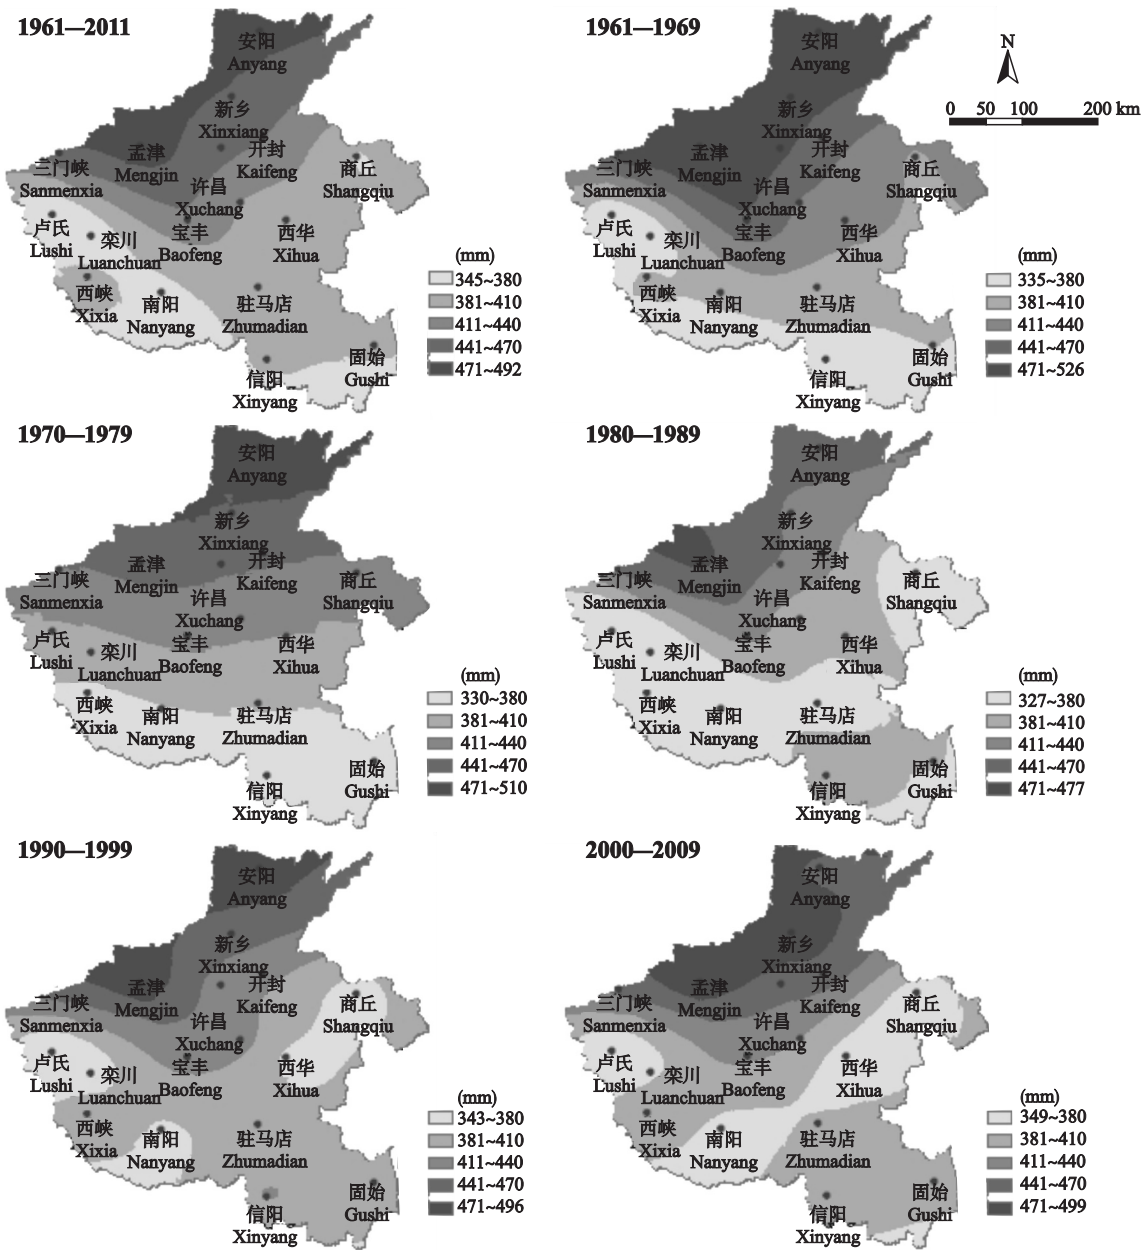 1961—2011
安阳
Anyang
新乡
Xinxiang
孟津
Mengjin
开封
Kaifeng
三门峡
Sanmenxia
商丘
Shangqiu
许昌
Xuchang
卢氏
Lushi
栾川
Luanchuan
宝丰
Baofeng
西华
Xihua
西峡
Xixia
南阳
Nanyang
驻马店
Zhumadian
固始
Gushi
信阳
Xinyang
(mm)
345~380
381~410
411~440
441~470
471~492
1961—1969
安阳
Anyang
新乡
Xinxiang
孟津
Mengjin
开封
Kaifeng
三门峡
Sanmenxia
商丘
Shangqiu
许昌
Xuchang
卢氏
Lushi
栾川
Luanchuan
宝丰
Baofeng
西华
Xihua
西峡
Xixia
南阳
Nanyang
驻马店
Zhumadian
固始
Gushi
信阳
Xinyang
N
0 50 100 200 km
(mm)
335~380
381~410
411~440
441~470
471~526
1970—1979
安阳
Anyang
新乡
Xinxiang
孟津
Mengjin
开封
Kaifeng
三门峡
Sanmenxia
商丘
Shangqiu
许昌
Xuchang
卢氏
Lushi
栾川
Luanchuan
宝丰
Baofeng
西华
Xihua
西峡
Xixia
南阳
Nanyang
驻马店
Zhumadian
固始
Gushi
信阳
Xinyang
(mm)
330~380
381~410
411~440
441~470
471~510
1980—1989
安阳
Anyang
新乡
Xinxiang
孟津
Mengjin
开封
Kaifeng
三门峡
Sanmenxia
商丘
Shangqiu
许昌
Xuchang
卢氏
Lushi
栾川
Luanchuan
宝丰
Baofeng
西华
Xihua
西峡
Xixia
南阳
Nanyang
驻马店
Zhumadian
固始
Gushi
信阳
Xinyang
(mm)
327~380
381~410
411~440
441~470
471~477
1990—1999
安阳
Anyang
新乡
Xinxiang
孟津
Mengjin
开封
Kaifeng
三门峡
Sanmenxia
商丘
Shangqiu
许昌
Xuchang
卢氏
Lushi
栾川
Luanchuan
宝丰
Baofeng
西华
Xihua
西峡
Xixia
南阳
Nanyang
驻马店
Zhumadian
固始
Gushi
信阳
Xinyang
(mm)
343~380
381~410
411~440
441~470
471~496
2000—2009
安阳
Anyang
新乡
Xinxiang
孟津
Mengjin
开封
Kaifeng
三门峡
Sanmenxia
商丘
Shangqiu
许昌
Xuchang
卢氏
Lushi
栾川
Luanchuan
宝丰
Baofeng
西华
Xihua
西峡
Xixia
南阳
Nanyang
驻马店
Zhumadian
固始
Gushi
信阳
Xinyang
(mm)
349~380
381~410
411~440
441~470
471~499